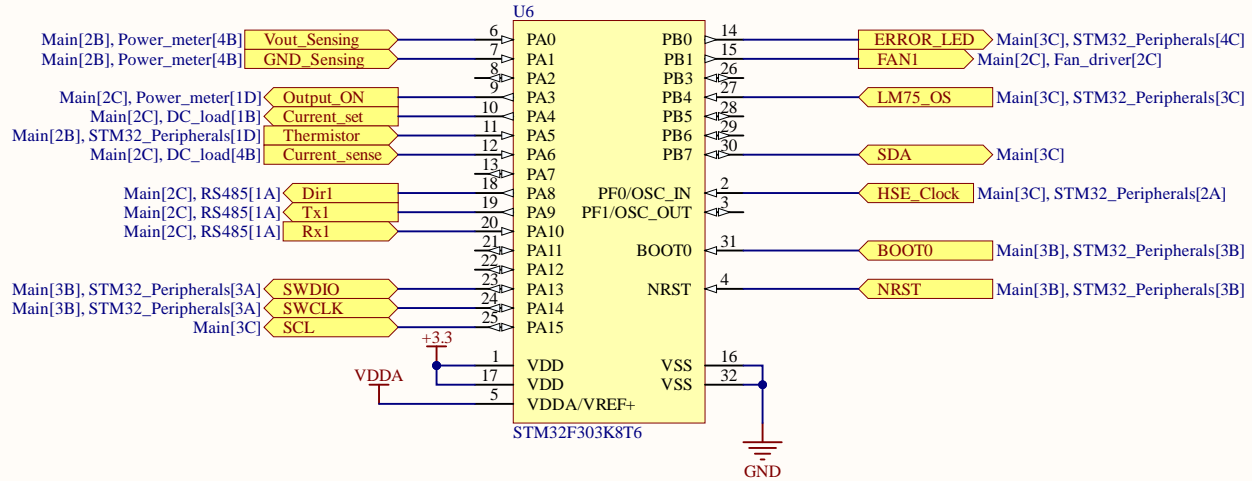 U6
Main[2B], Power_meter[4B] Vout_Sensing 6 PA0 PB0 14 ERROR_LED Main[3C], STM32_Peripherals[4C]
Main[2B], Power_meter[4B] GND_Sensing 7 PA1 PB1 15 FAN1 Main[2C], Fan_driver[2C]
8 PA2 PB3 26
Main[2C], Power_meter[1D] Output_ON 9 PA3 PB4 27 LM75_OS Main[3C], STM32_Peripherals[3C]
Main[2C], DC_load[1B] Current_set 10 PA4 PB5 28
Main[2B], STM32_Peripherals[1D] Thermistor 11 PA5 PB6 29
Main[2C], DC_load[4B] Current_sense 12 PA6 PB7 30 SDA Main[3C]
13 PA7
Main[2C], RS485[1A] Dir1 18 PA8 PF0/OSC_IN 2 HSE_Clock Main[3C], STM32_Peripherals[2A]
Main[2C], RS485[1A] Tx1 19 PA9 PF1/OSC_OUT 3
Main[2C], RS485[1A] Rx1 20 PA10
21 PA11 BOOT0 31 BOOT0 Main[3B], STM32_Peripherals[3B]
22 PA12
Main[3B], STM32_Peripherals[3A] SWDIO 23 PA13 NRST 4 NRST Main[3B], STM32_Peripherals[3B]
Main[3B], STM32_Peripherals[3A] SWCLK 24 PA14
Main[3C] SCL 25 PA15
+3.3
1 VDD VSS 16
VDDA 17 VDD VSS 32
5 VDDA/VREF+
STM32F303K8T6
GND